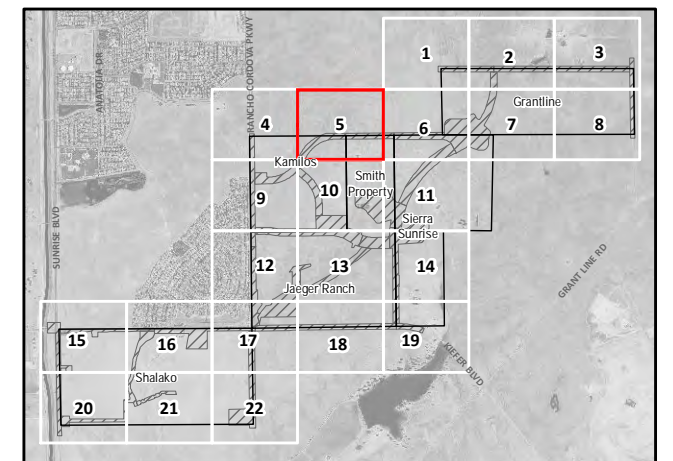 1
2
3
ANATOLIA DR
RANCHO CORDOVA PKWY
Grantline
4
5
6
7
8
Kamilos
Smith
Property
9
10
11
SUNRISE BLVD
Sierra
Sunrise
12
13
14
GRANT LINE RD
Jaeger Ranch
15
16
17
18
19
KIEFER BLVD
Shalako
20
21
22